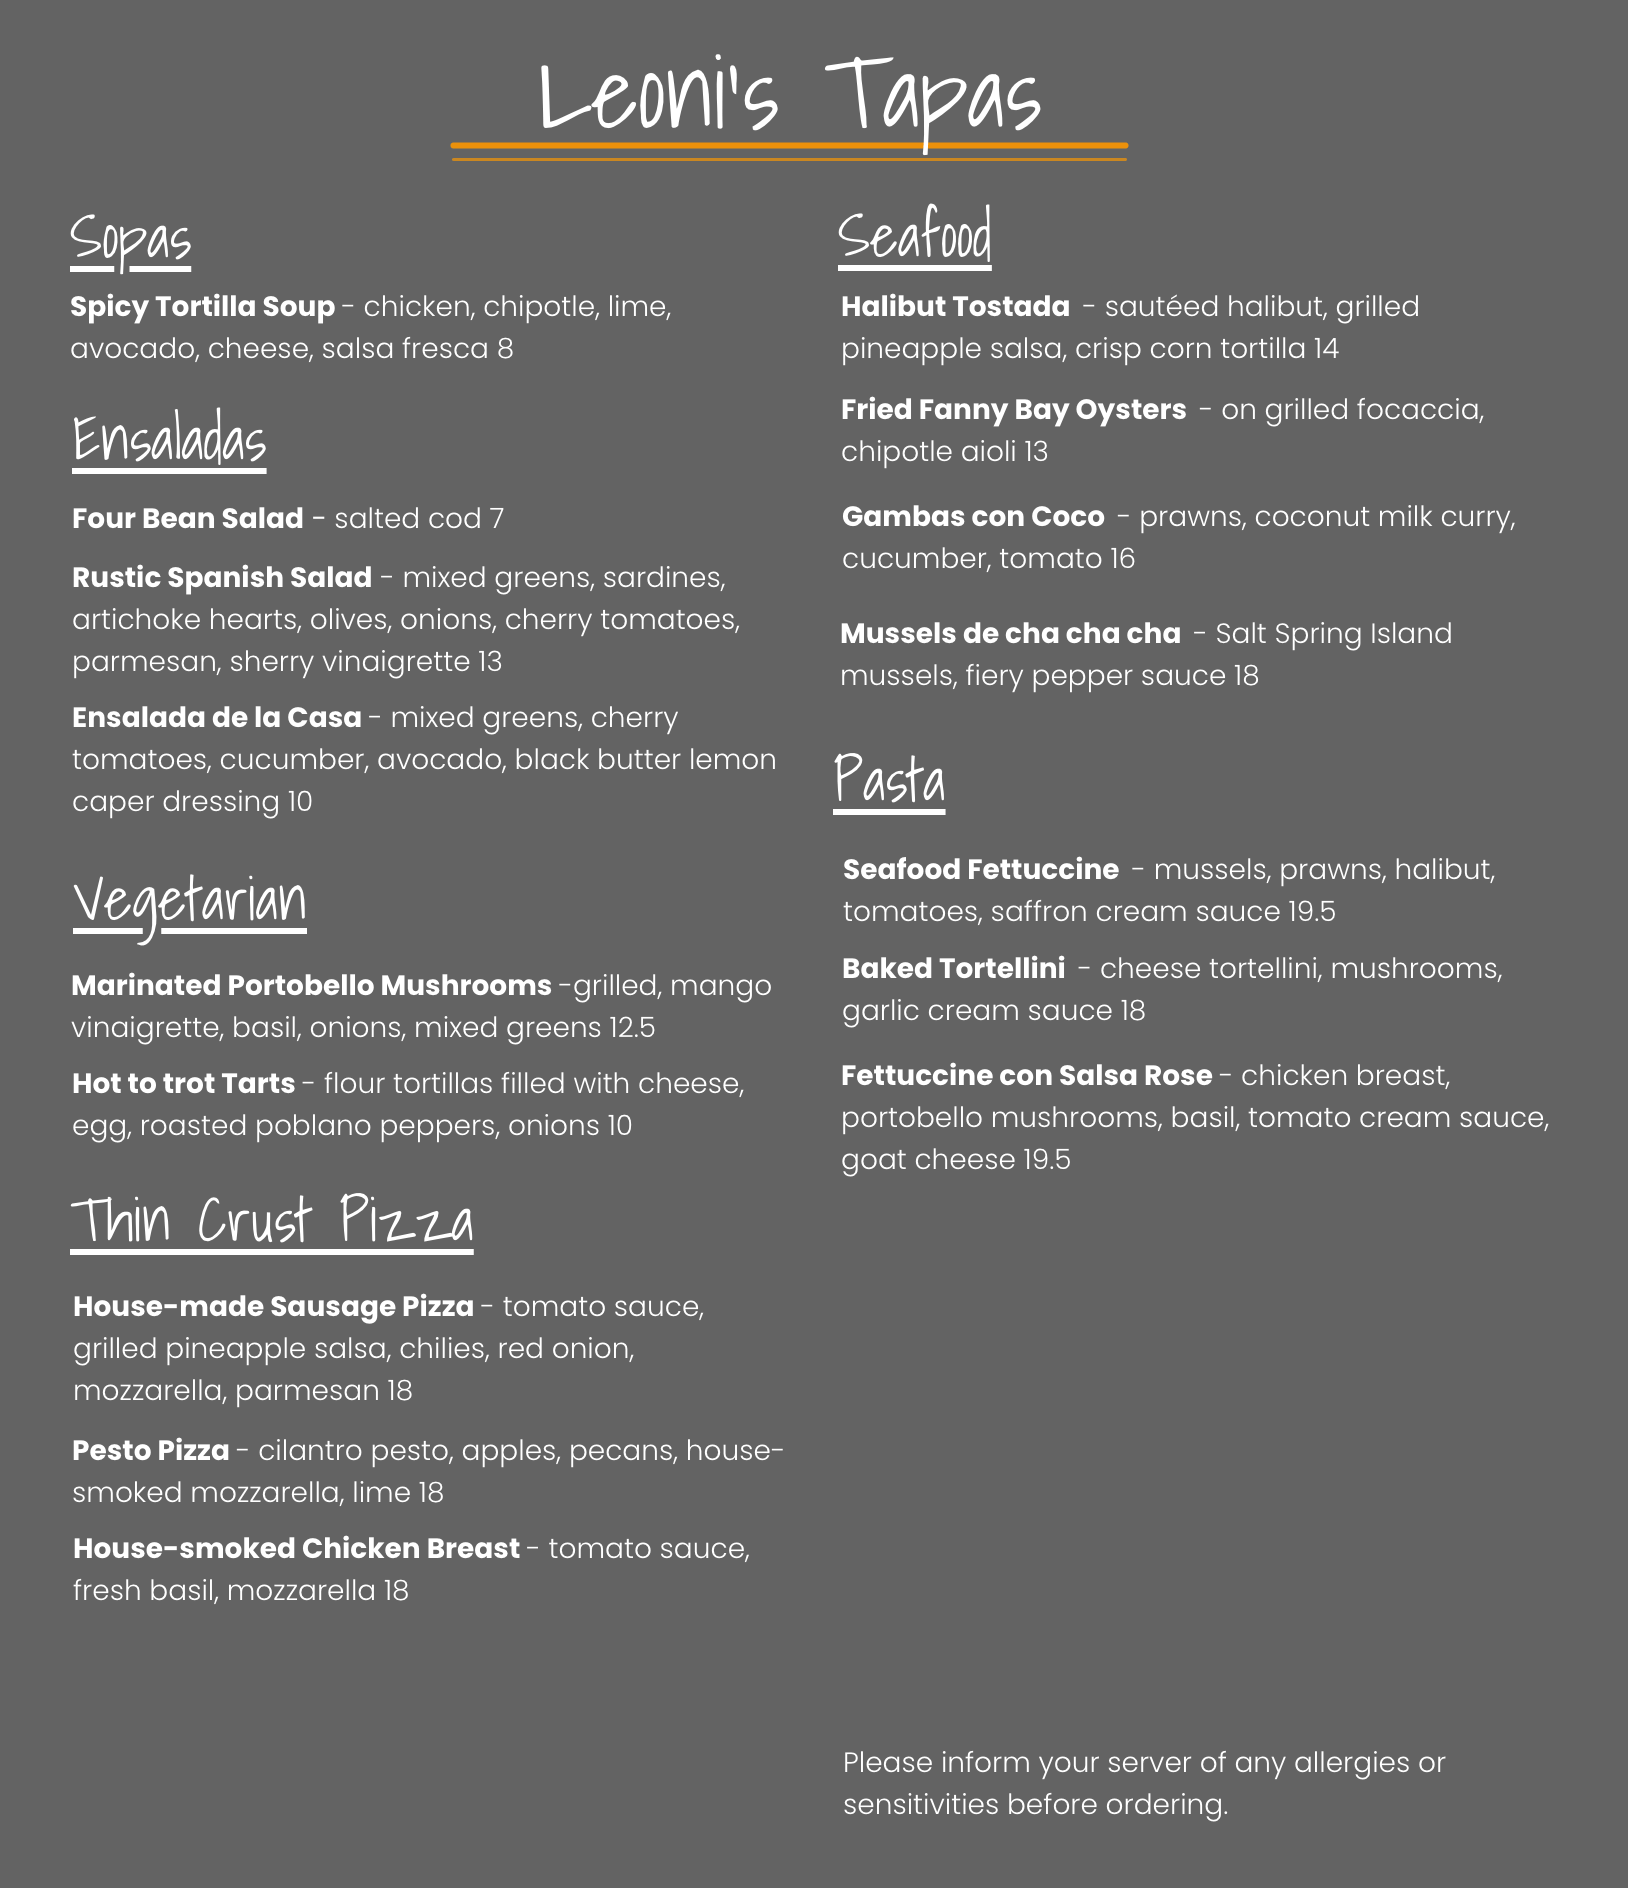 Leoni's Tapas
Sopas
Spicy Tortilla Soup - chicken, chipotle, lime,
avocado, cheese, salsa fresca 8
Ensaladas
Four Bean Salad - salted cod 7
Rustic Spanish Salad - mixed greens, sardines,
artichoke hearts, olives, onions, cherry tomatoes,
parmesan, sherry vinaigrette 13
Ensalada de la Casa - mixed greens, cherry
tomatoes, cucumber, avocado, black butter lemon
caper dressing 10
Vegetarian
Marinated Portobello Mushrooms -grilled, mango
vinaigrette, basil, onions, mixed greens 12.5
Hot to trot Tarts - flour tortillas filled with cheese,
egg, roasted poblano peppers, onions 10
Thin Crust Pizza
House-made Sausage Pizza - tomato sauce,
grilled pineapple salsa, chilies, red onion,
mozzarella, parmesan 18
Pesto Pizza - cilantro pesto, apples, pecans, house-
smoked mozzarella, lime 18
House-smoked Chicken Breast - tomato sauce,
fresh basil, mozzarella 18
Seafood
Halibut Tostada - sautéed halibut, grilled
pineapple salsa, crisp corn tortilla 14
Fried Fanny Bay Oysters - on grilled focaccia,
chipotle aioli 13
Gambas con Coco - prawns, coconut milk curry,
cucumber, tomato 16
Mussels de cha cha cha - Salt Spring Island
mussels, fiery pepper sauce 18
Pasta
Seafood Fettuccine - mussels, prawns, halibut,
tomatoes, saffron cream sauce 19.5
Baked Tortellini - cheese tortellini, mushrooms,
garlic cream sauce 18
Fettuccine con Salsa Rose - chicken breast,
portobello mushrooms, basil, tomato cream sauce,
goat cheese 19.5
Please inform your server of any allergies or
sensitivities before ordering.